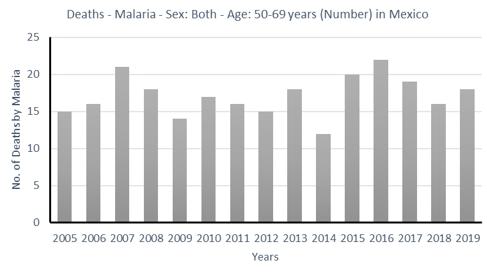 Deaths - Malaria - Sex: Both - Age: 50-69 years (Number) in Mexico
No. of Deaths by Malaria
25
20
15
10
5
0
2005 2006 2007 2008 2009 2010 2011 2012 2013 2014 2015 2016 2017 2018 2019
Years